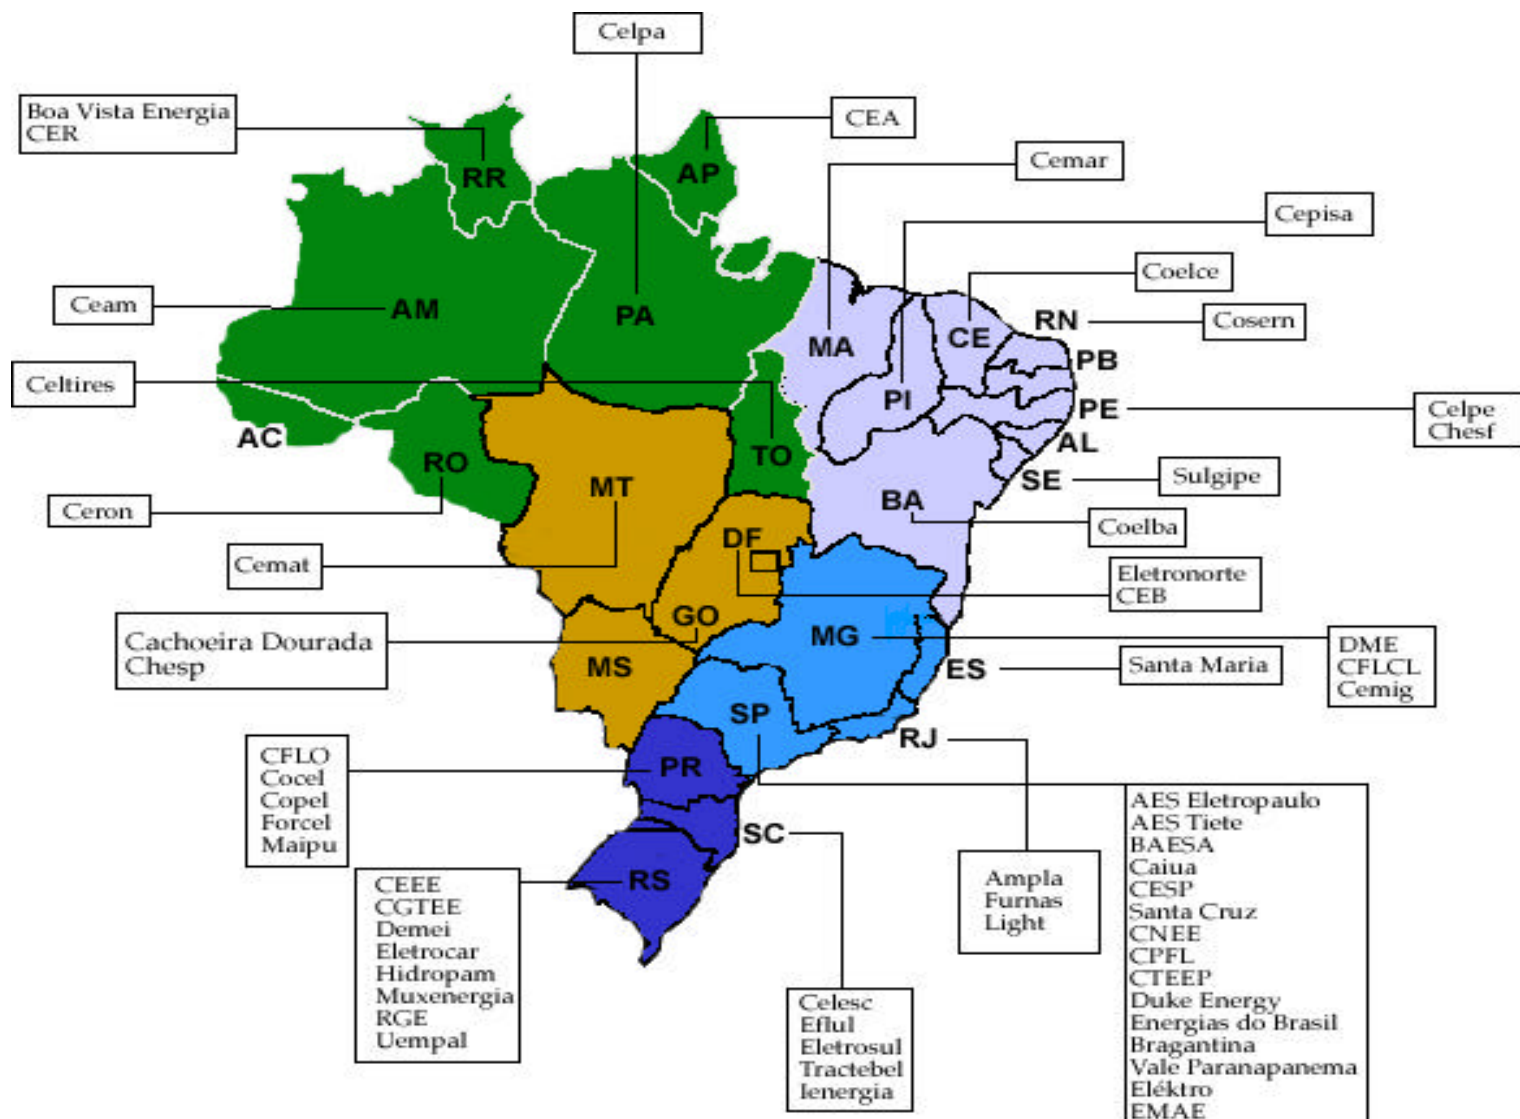 Celpa
Boa Vista Energia
CER
CEA
Cemar
Cepisa
Coelce
Cosern
Ceam
Celtires
Celpe
Chesf
Sulgipe
Ceron
Coelba
Cemat
Eletronorte
CEB
Cachoeira Dourada
Chesp
DME
CFLCL
Cemig
Santa Maria
CFLO
Cocel
Copel
Forcel
Maipu
CEEE
CGTEE
Demei
Eletrocar
Hidropam
Muxenergia
RGE
Uempal
Celesc
Eflul
Eletrosul
Tractebel
Ienergia
Ampla
Furnas
Light
AES Eletropaulo
AES Tiete
BAESA
Caiua
CESP
Santa Cruz
CNEE
CPFL
CTEEP
Duke Energy
Energias do Brasil
Bragantina
Vale Paranapanema
Eléktro
EMAE
RR
AP
AM
PA
MA
PI
CE
RN
PB
PE
AL
SE
AC
RO
TO
BA
MT
DF
GO
MG
MS
ES
SP
RJ
PR
SC
RS